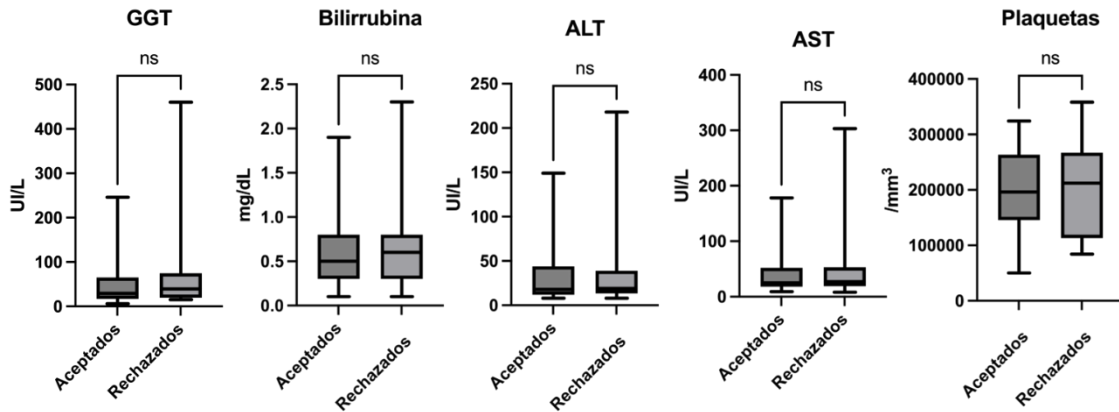 GGT
ns
500
400
300
200
100
0
UI/L
Aceptados
Rechazados
Bilirrubina
ns
2.5
2.0
1.5
1.0
0.5
0.0
mg/dL
Aceptados
Rechazados
ALT
ns
250
200
150
100
50
0
UI/L
Aceptados
Rechazados
AST
ns
400
300
200
100
0
UI/L
Aceptados
Rechazados
Plaquetas
ns
400000
300000
200000
100000
0
/mm³
Aceptados
Rechazados